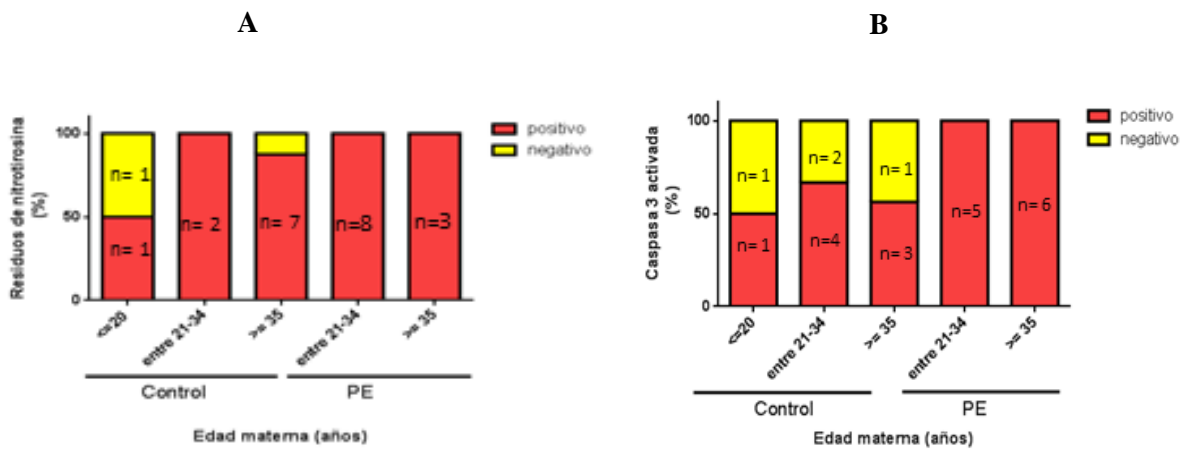 A
Residuos de nitrotirosina
(%)
100
50
0
n= 1
n= 1
n= 2
n= 7
n=8
n=3
positivo
negativo
<=20
entre 21-34
>= 35
entre 21-34
>= 35
Control
PE
Edad materna (años)
B
Caspasa 3 activada
(%)
100
50
0
n= 1
n= 1
n= 2
n=4
n= 1
n= 3
n=5
n= 6
positivo
negativo
<=20
entre 21-34
>= 35
entre 21-34
>= 35
Control
PE
Edad materna (años)